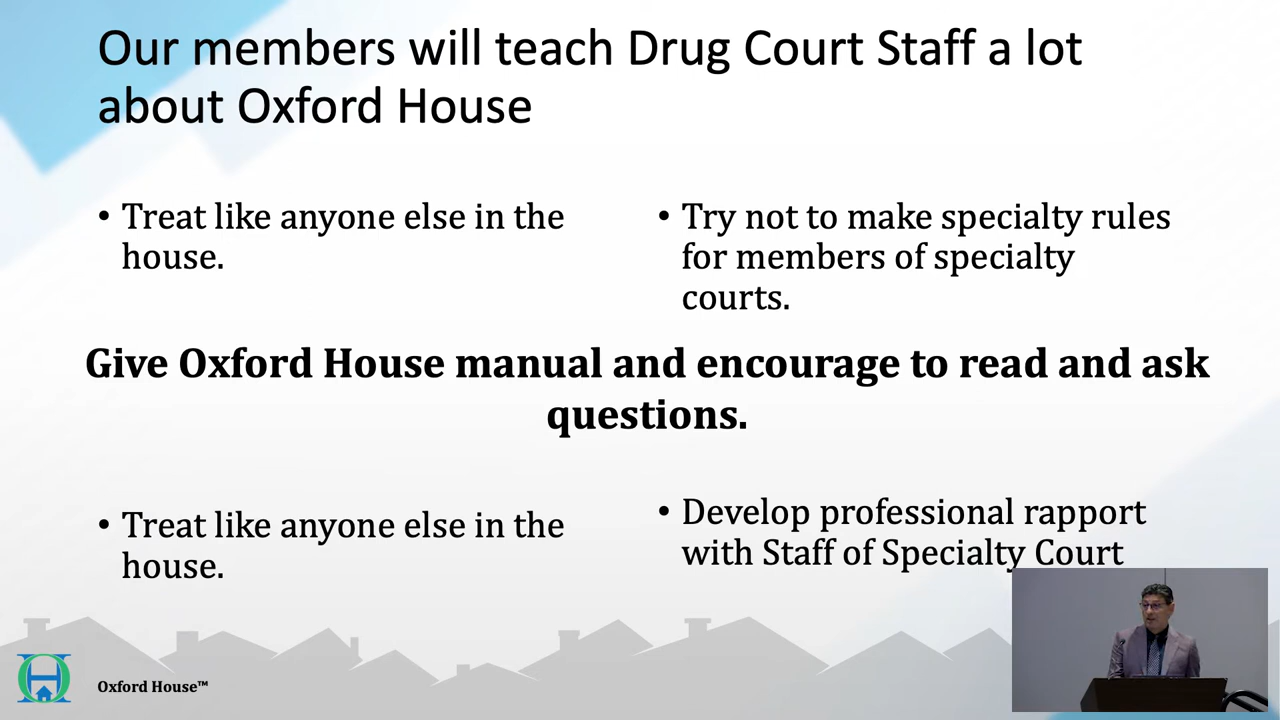 Our members will teach Drug Court Staff a lot
about Oxford House
• Treat like anyone else in the
house.
• Try not to make specialty rules
for members of specialty
courts.
Give Oxford House manual and encourage to read and ask
questions.
• Treat like anyone else in the
house.
• Develop professional rapport
with Staff of Specialty Court
Oxford House™